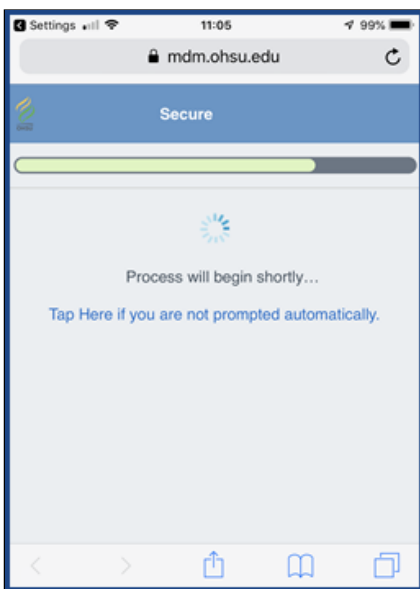 Settings 11:05 99%
mdm.ohsu.edu
Secure
Process will begin shortly...
Tap Here if you are not prompted automatically.